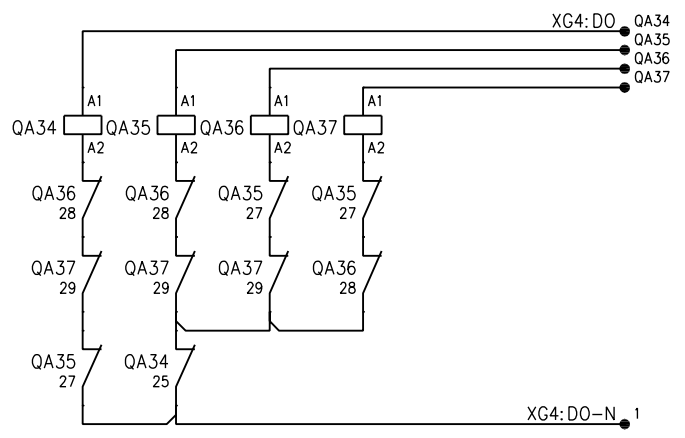 XG4:DO QA34
QA35
QA36
QA37
A1 A1 A1 A1
QA34 QA35 QA36 QA37
A2 A2 A2 A2
QA36 QA36 QA35 QA35
28 28 27 27
QA37 QA37 QA37 QA36
29 29 29 28
QA35 QA34
27 25
XG4:DO-N 1